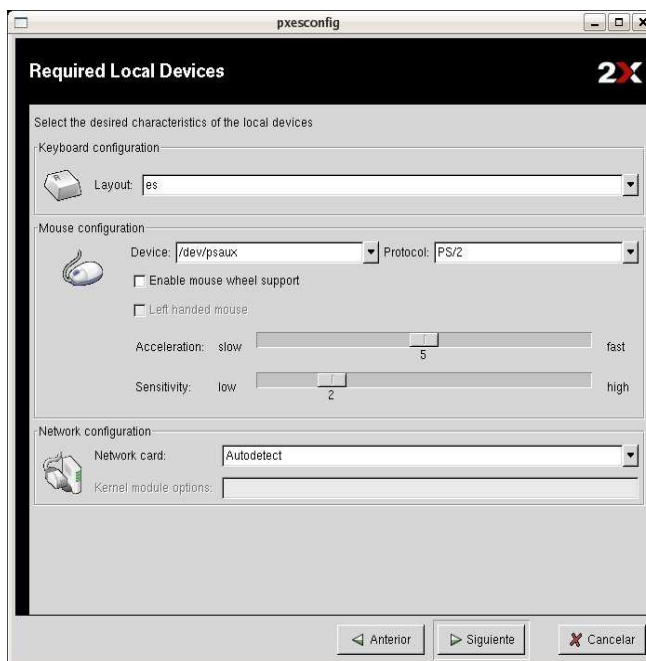 pxesconfig
Required Local Devices
2X
Select the desired characteristics of the local devices
Keyboard configuration
Layout: es
Mouse configuration
Device: /dev/psaux Protocol: PS/2
Enable mouse wheel support
Left handed mouse
Acceleration: slow fast
5
Sensitivity: low high
2
Network configuration
Network card: Autodetect
Kernel module options:
Anterior Siguiente Cancelar